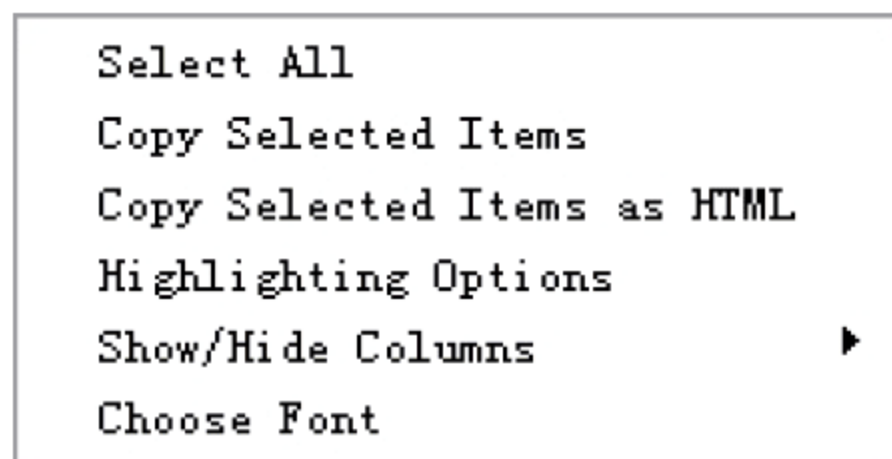 Select All
Copy Selected Items
Copy Selected Items as HTML
Highlighting Options
Show/Hide Columns
Choose Font